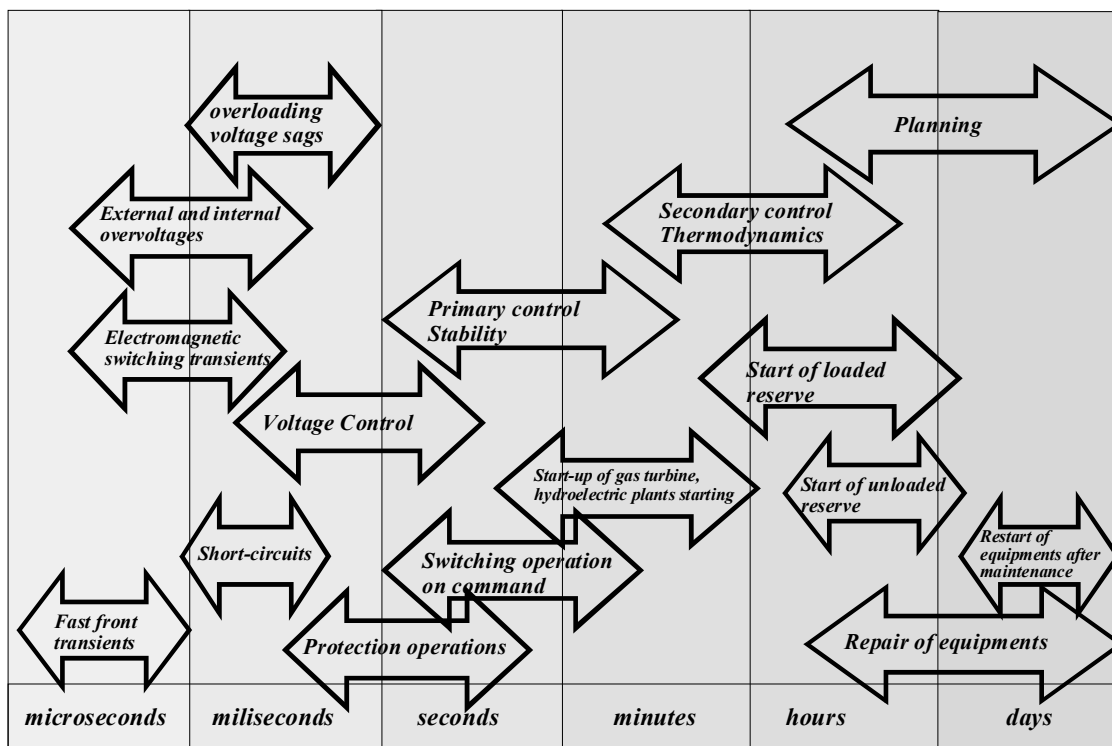 overloading
voltage sags
Planning
External and internal
overvoltages
Secondary control
Thermodynamics
Primary control
Stability
Electromagnetic
switching transients
Start of loaded
reserve
Voltage Control
Start-up of gas turbine,
hydroelectric plants starting
Start of unloaded
reserve
Short-circuits
Switching operation
on command
Restart of
equipments after
maintenance
Fast front
transients
Protection operations
Repair of equipments
microseconds
miliseconds
seconds
minutes
hours
days